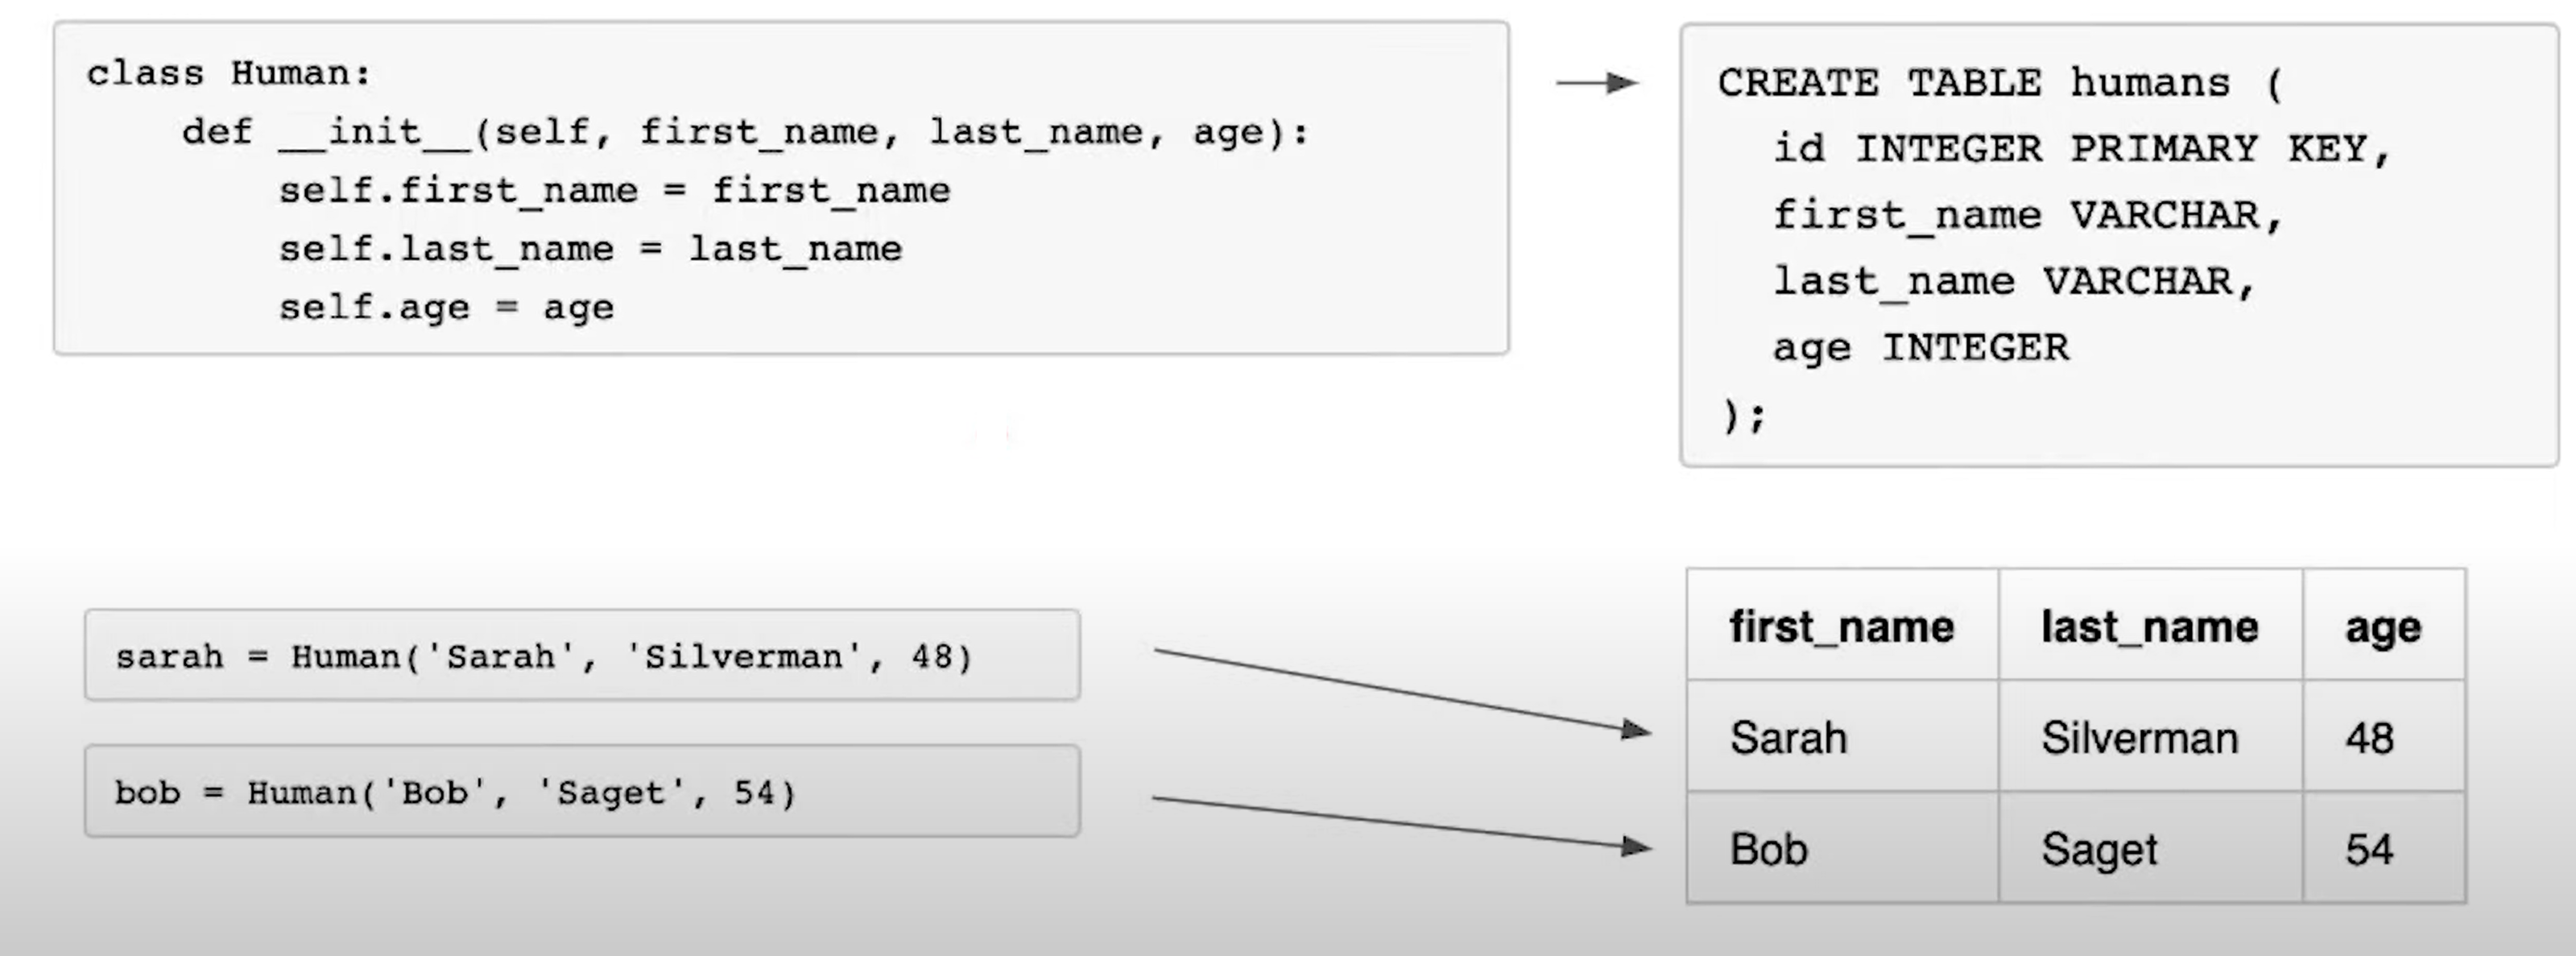 class Human:
    def __init__(self, first_name, last_name, age):
        self.first_name = first_name
        self.last_name = last_name
        self.age = age
CREATE TABLE humans (
  id INTEGER PRIMARY KEY,
  first_name VARCHAR,
  last_name VARCHAR,
  age INTEGER
);
sarah = Human('Sarah', 'Silverman', 48)
bob = Human('Bob', 'Saget', 54)
first_name last_name age
Sarah Silverman 48
Bob Saget 54